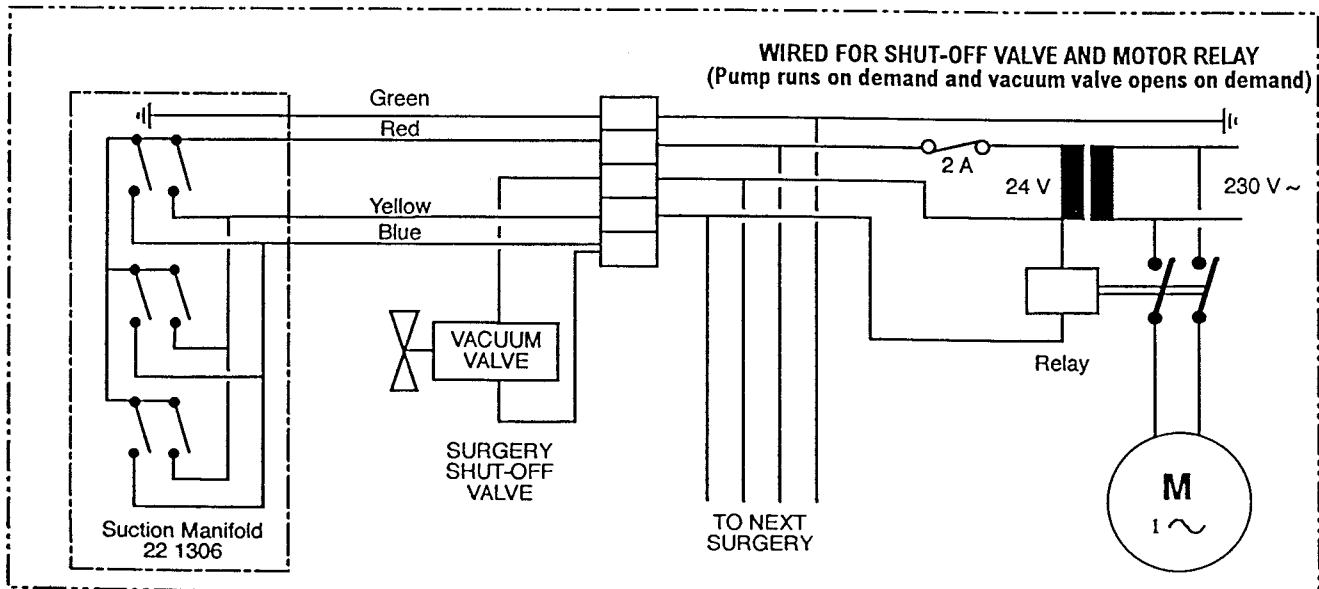 WIRED FOR SHUT-OFF VALVE AND MOTOR RELAY
(Pump runs on demand and vacuum valve opens on demand)
Green
Red
2 A
24 V
230 V ~
Yellow
Blue
VACUUM
VALVE
Relay
SURGERY
SHUT-OFF
VALVE
Suction Manifold
22 1306
TO NEXT
SURGERY
M
1 ~